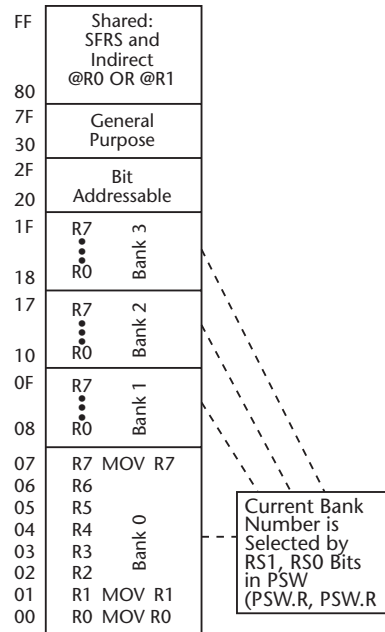 FF
Shared:
SFRS and
Indirect
@R0 OR @R1
80
7F
General
Purpose
30
2F
Bit
Addressable
20
1F
R7
R0
Bank 3
18
17
R7
R0
Bank 2
10
0F
R7
R0
Bank 1
08
07 R7 MOV R7
06 R6
05 R5
04 R4
03 R3
02 R2
01 R1 MOV R1
00 R0 MOV R0
Bank 0
Current Bank
Number is
Selected by
RS1, RS0 Bits
in PSW
(PSW.R, PSW.R